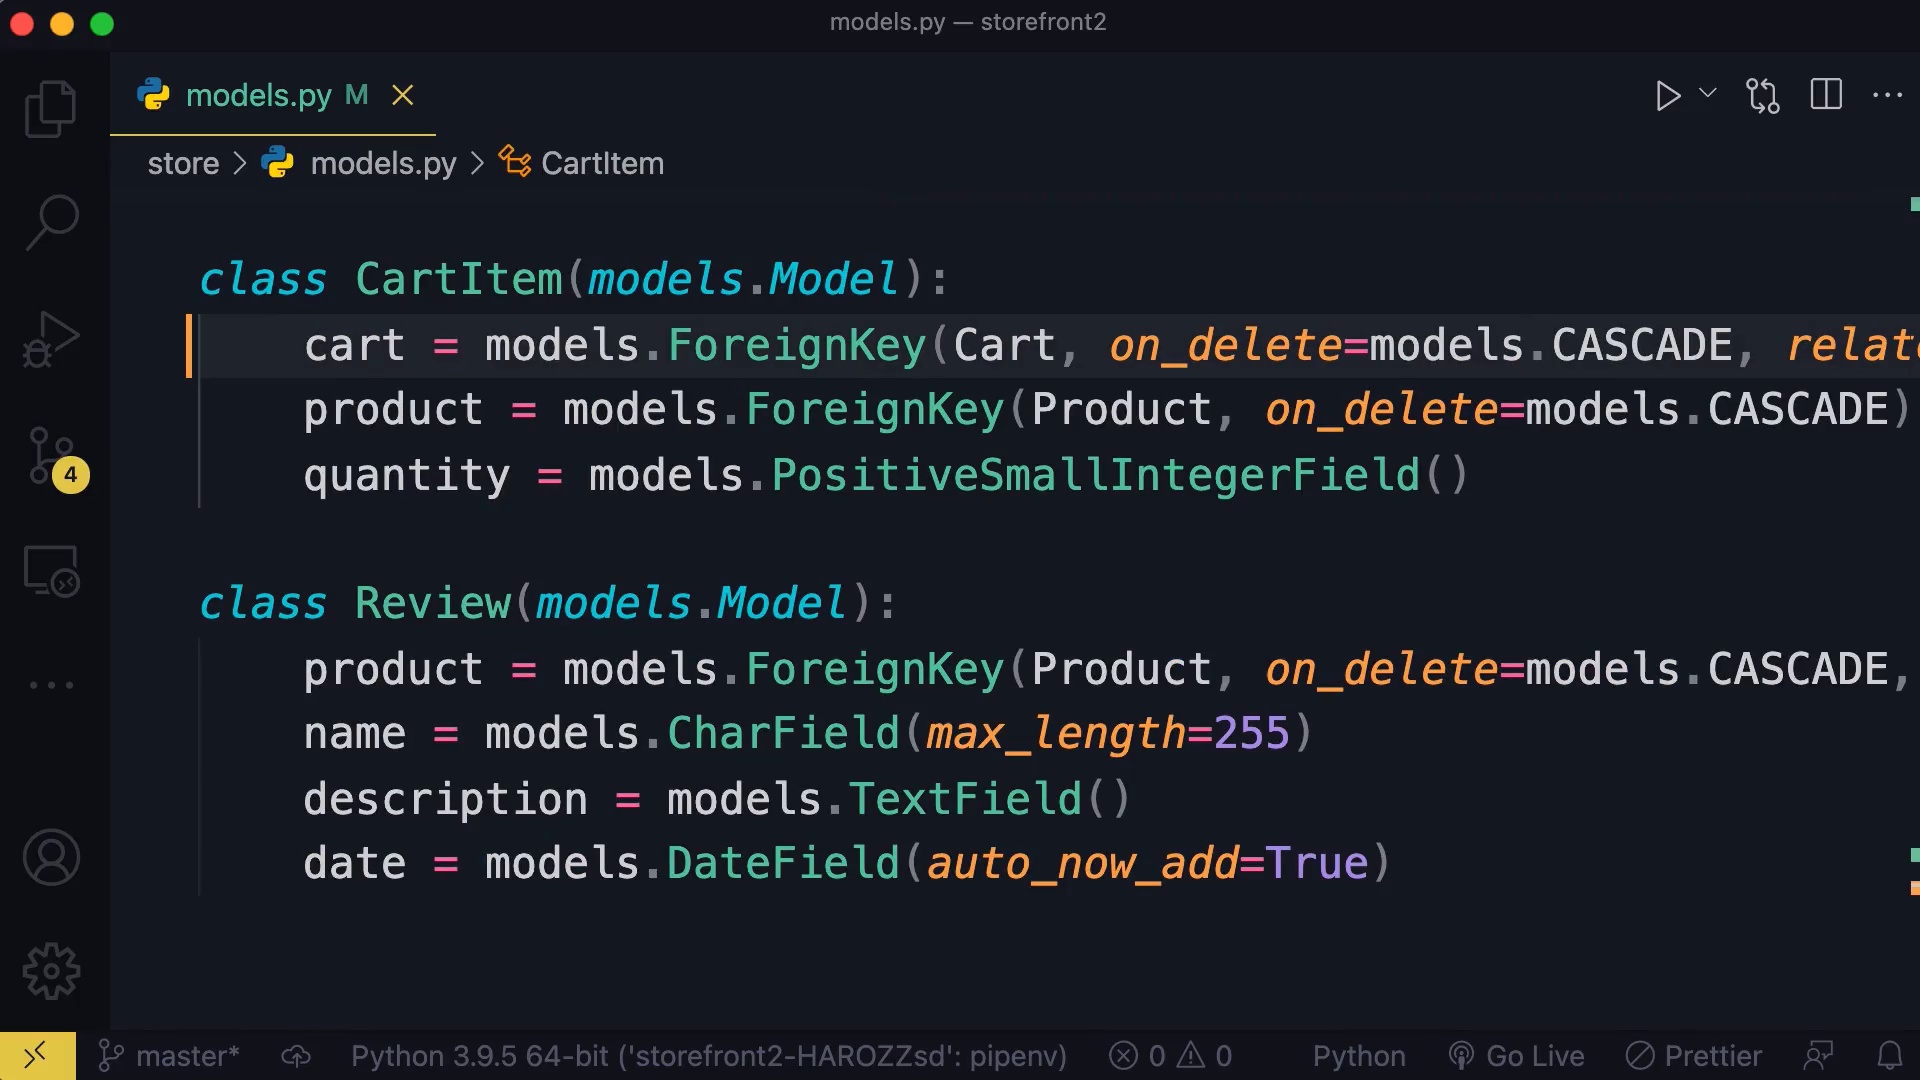 models.py — storefront2
models.py M
store > models.py > CartItem
class CartItem(models.Model):
    cart = models.ForeignKey(Cart, on_delete=models.CASCADE, relat
    product = models.ForeignKey(Product, on_delete=models.CASCADE)
    quantity = models.PositiveSmallIntegerField()
class Review(models.Model):
    product = models.ForeignKey(Product, on_delete=models.CASCADE,
    name = models.CharField(max_length=255)
    description = models.TextField()
    date = models.DateField(auto_now_add=True)
4
master* Python 3.9.5 64-bit ('storefront2-HAROZZsd': pipenv) 0 0 Python Go Live Prettier